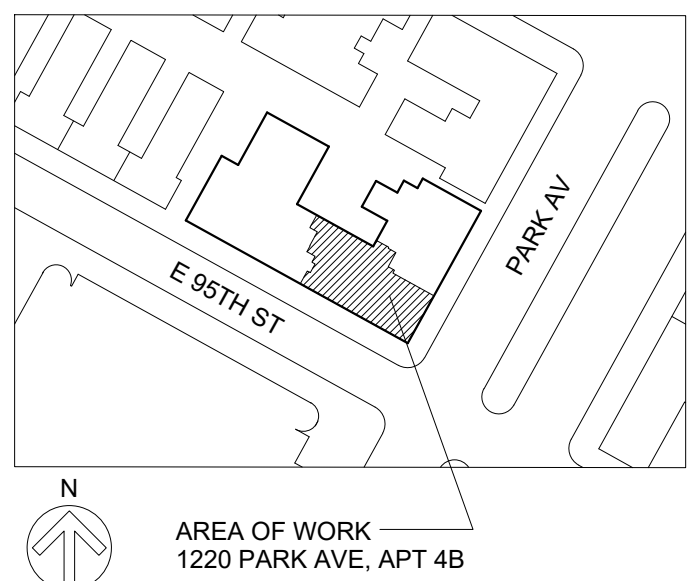 PARK AV
E 95TH ST
N
AREA OF WORK
1220 PARK AVE, APT 4B